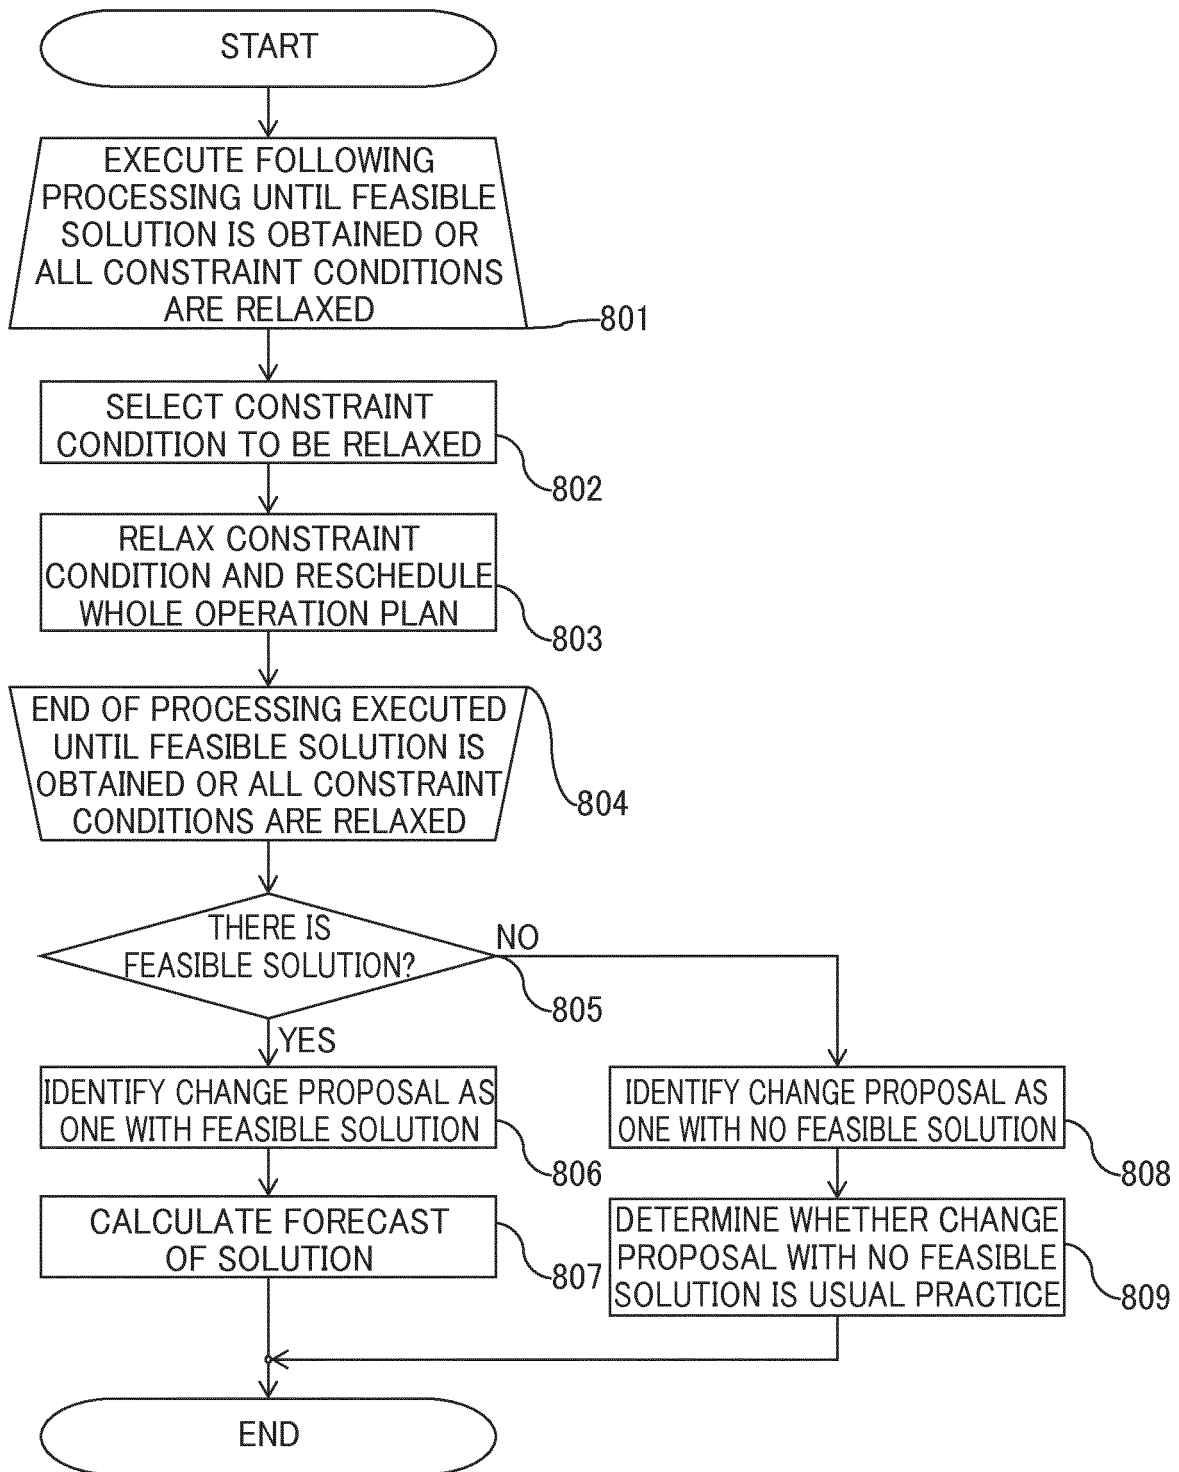 START
EXECUTE FOLLOWING
PROCESSING UNTIL FEASIBLE
SOLUTION IS OBTAINED OR
ALL CONSTRAINT CONDITIONS
ARE RELAXED
801
SELECT CONSTRAINT
CONDITION TO BE RELAXED
802
RELAX CONSTRAINT
CONDITION AND RESCHEDULE
WHOLE OPERATION PLAN
803
END OF PROCESSING EXECUTED
UNTIL FEASIBLE SOLUTION IS
OBTAINED OR ALL CONSTRAINT
CONDITIONS ARE RELAXED
804
THERE IS
FEASIBLE SOLUTION?
NO
805
YES
IDENTIFY CHANGE PROPOSAL AS
ONE WITH FEASIBLE SOLUTION
806
CALCULATE FORECAST
OF SOLUTION
807
IDENTIFY CHANGE PROPOSAL AS
ONE WITH NO FEASIBLE SOLUTION
808
DETERMINE WHETHER CHANGE
PROPOSAL WITH NO FEASIBLE
SOLUTION IS USUAL PRACTICE
809
END